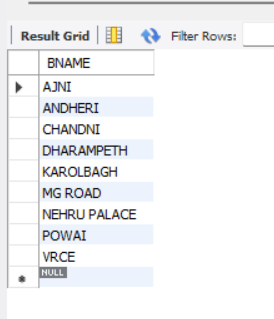 Result Grid Filter Rows:
BNAME
AJNI
ANDHERI
CHANDNI
DHARAMPETH
KAROLBAGH
MG ROAD
NEHRU PALACE
POWAI
VRCE
NULL